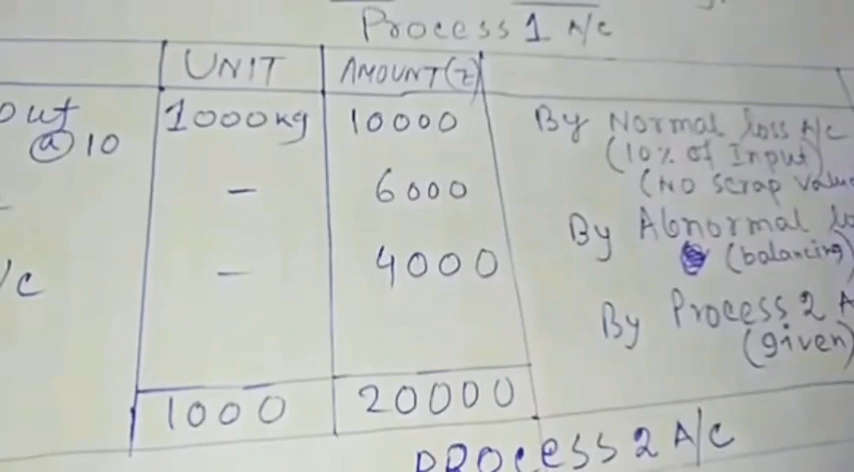 Process 1 A/c
UNIT AMOUNT(₹)
out 1000kg 10000 By Normal loss A/c
@10 (10% of Input)
(No scrap value
- 6000
By Abnormal lo
(balancing)
/c - 4000
By Process 2 A
(given)
1000 20000
PROCESS 2 A/c